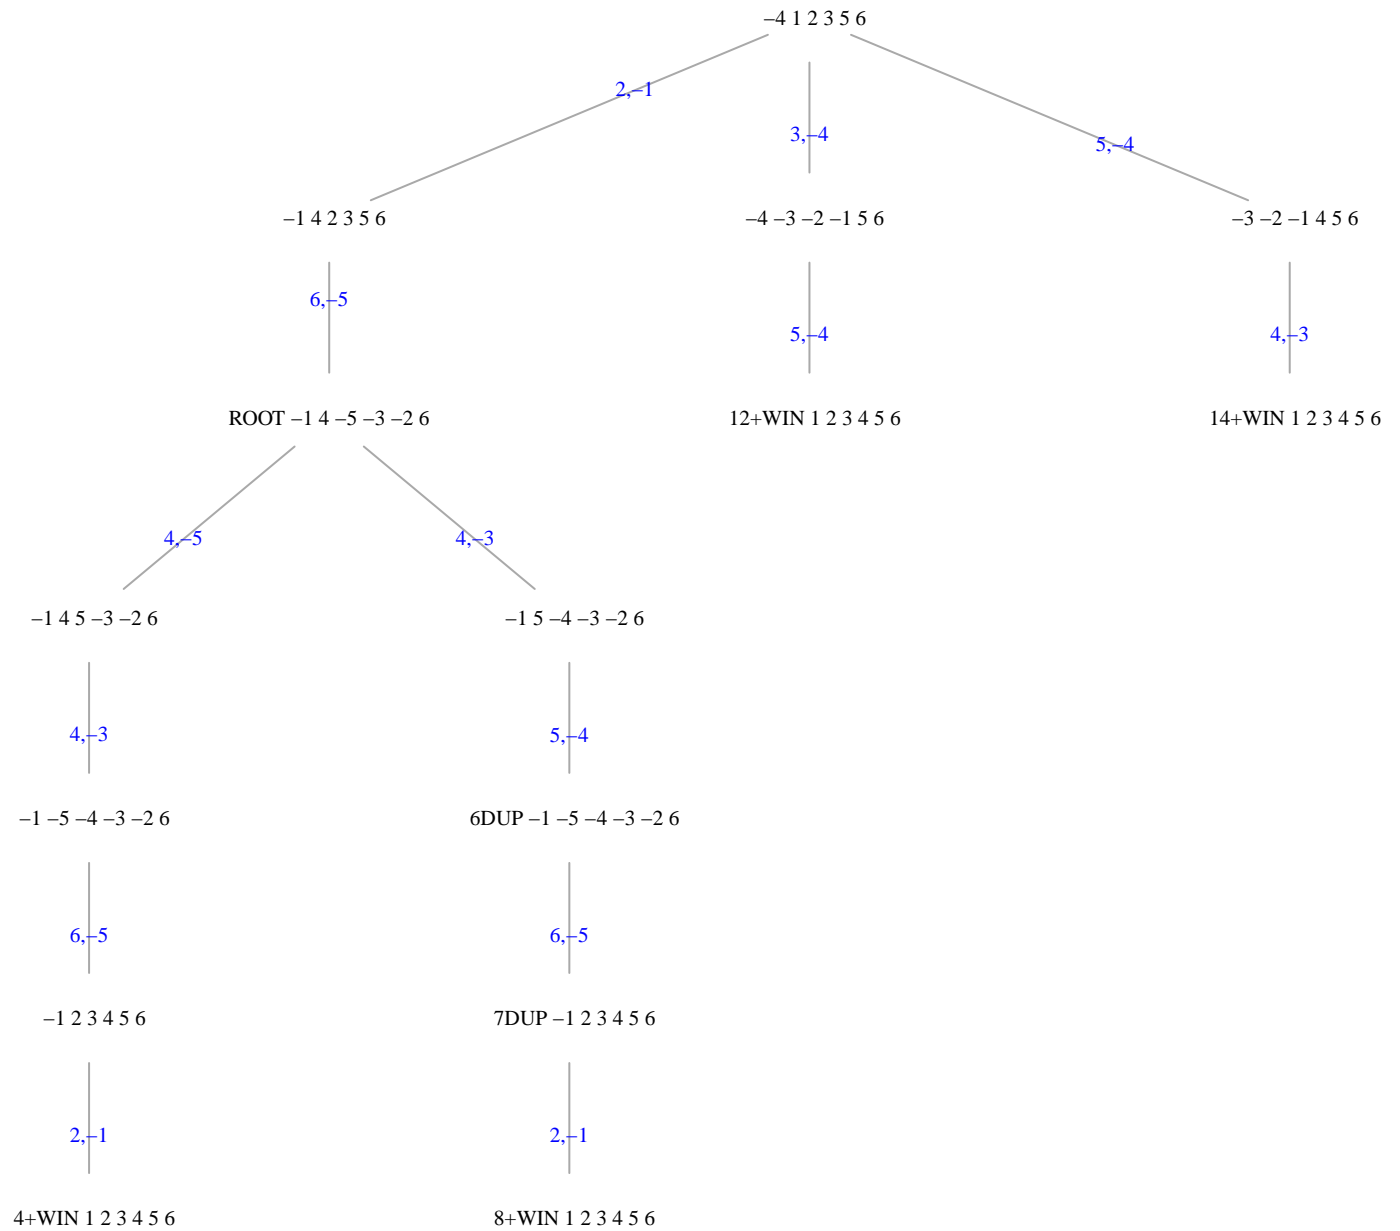 –4 1 2 3 5 6
2,–1
3,–4
5,–4
–1 4 2 3 5 6
–4 –3 –2 –1 5 6
–3 –2 –1 4 5 6
6,–5
5,–4
4,–3
ROOT –1 4 –5 –3 –2 6
12+WIN 1 2 3 4 5 6
14+WIN 1 2 3 4 5 6
4,–5
4,–3
–1 4 5 –3 –2 6
–1 5 –4 –3 –2 6
4,–3
5,–4
–1 –5 –4 –3 –2 6
6DUP –1 –5 –4 –3 –2 6
6,–5
6,–5
–1 2 3 4 5 6
7DUP –1 2 3 4 5 6
2,–1
2,–1
4+WIN 1 2 3 4 5 6
8+WIN 1 2 3 4 5 6